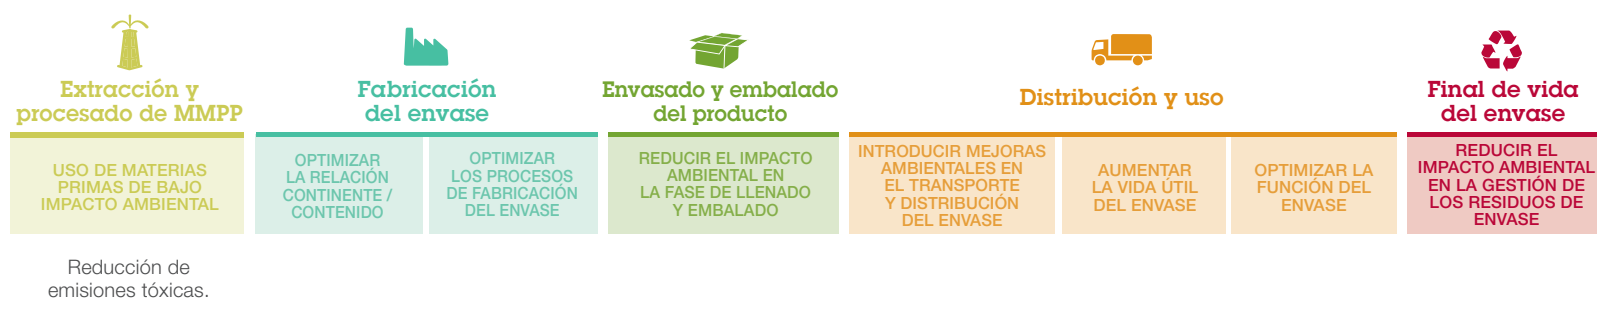 Extracción y
procesado de MMPP
Fabricación
del envase
Envasado y embalado
del producto
Distribución y uso
Final de vida
del envase
USO DE MATERIAS
PRIMAS DE BAJO
IMPACTO AMBIENTAL
OPTIMIZAR
LA RELACIÓN
CONTINENTE /
CONTENIDO
OPTIMIZAR
LOS PROCESOS
DE FABRICACIÓN
DEL ENVASE
REDUCIR EL IMPACTO
AMBIENTAL EN
LA FASE DE LLENADO
Y EMBALADO
INTRODUCIR MEJORAS
AMBIENTALES EN
EL TRANSPORTE
Y DISTRIBUCIÓN
DEL ENVASE
AUMENTAR
LA VIDA ÚTIL
DEL ENVASE
OPTIMIZAR LA
FUNCIÓN DEL
ENVASE
REDUCIR EL
IMPACTO AMBIENTAL
EN LA GESTIÓN DE
LOS RESIDUOS DE
ENVASE
Reducción de
emisiones tóxicas.